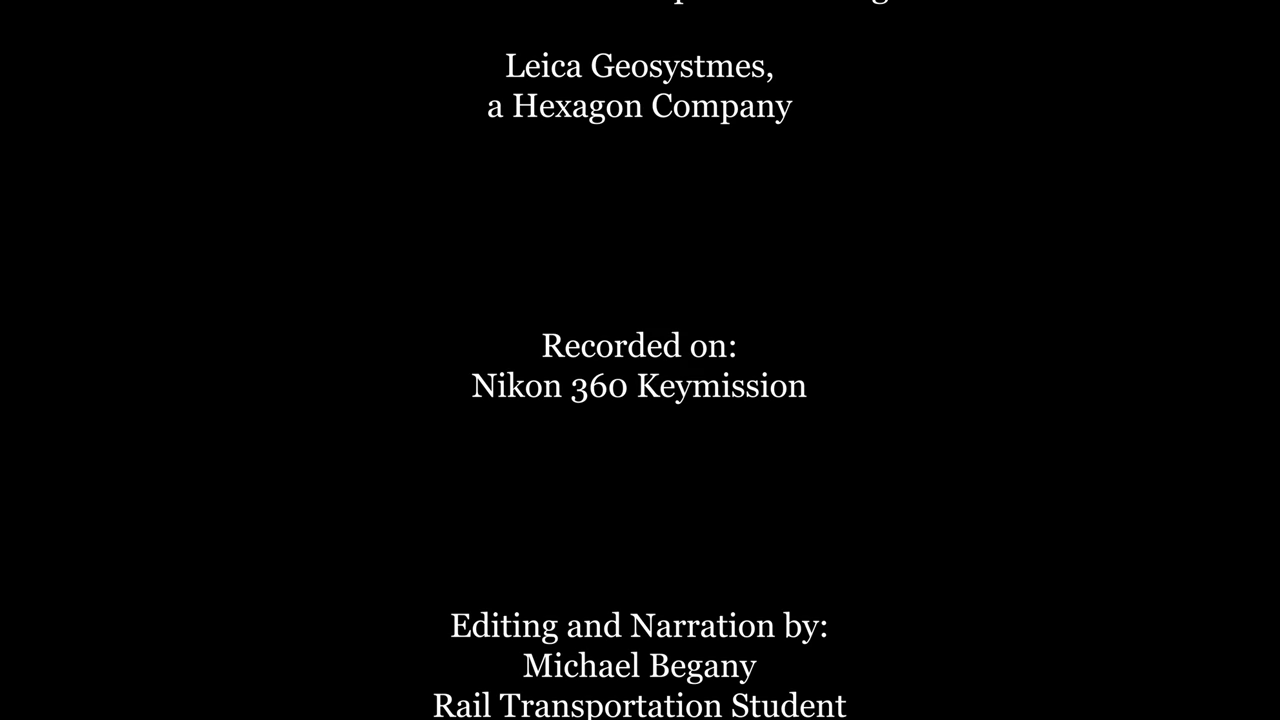 Leica Geosystmes,
a Hexagon Company
Recorded on:
Nikon 360 Keymission
Editing and Narration by:
Michael Begany
Rail Transportation Student